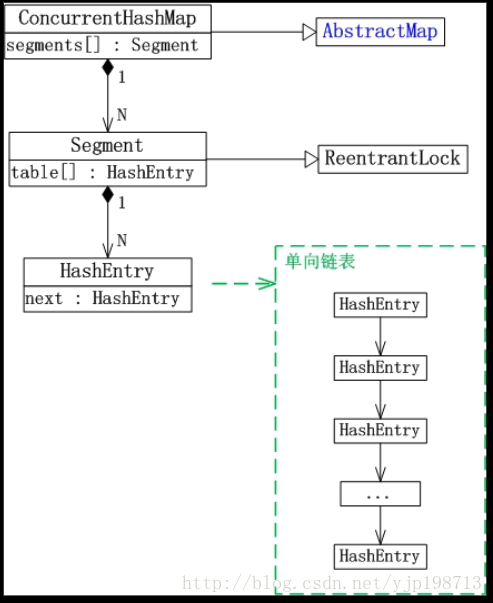 ConcurrentHashMap
segments[] : Segment
AbstractMap
1
N
Segment
table[] : HashEntry
ReentrantLock
1
N
HashEntry
next : HashEntry
单向链表
HashEntry
HashEntry
HashEntry
...
HashEntry
http://blog.csdn.net/yjp198713